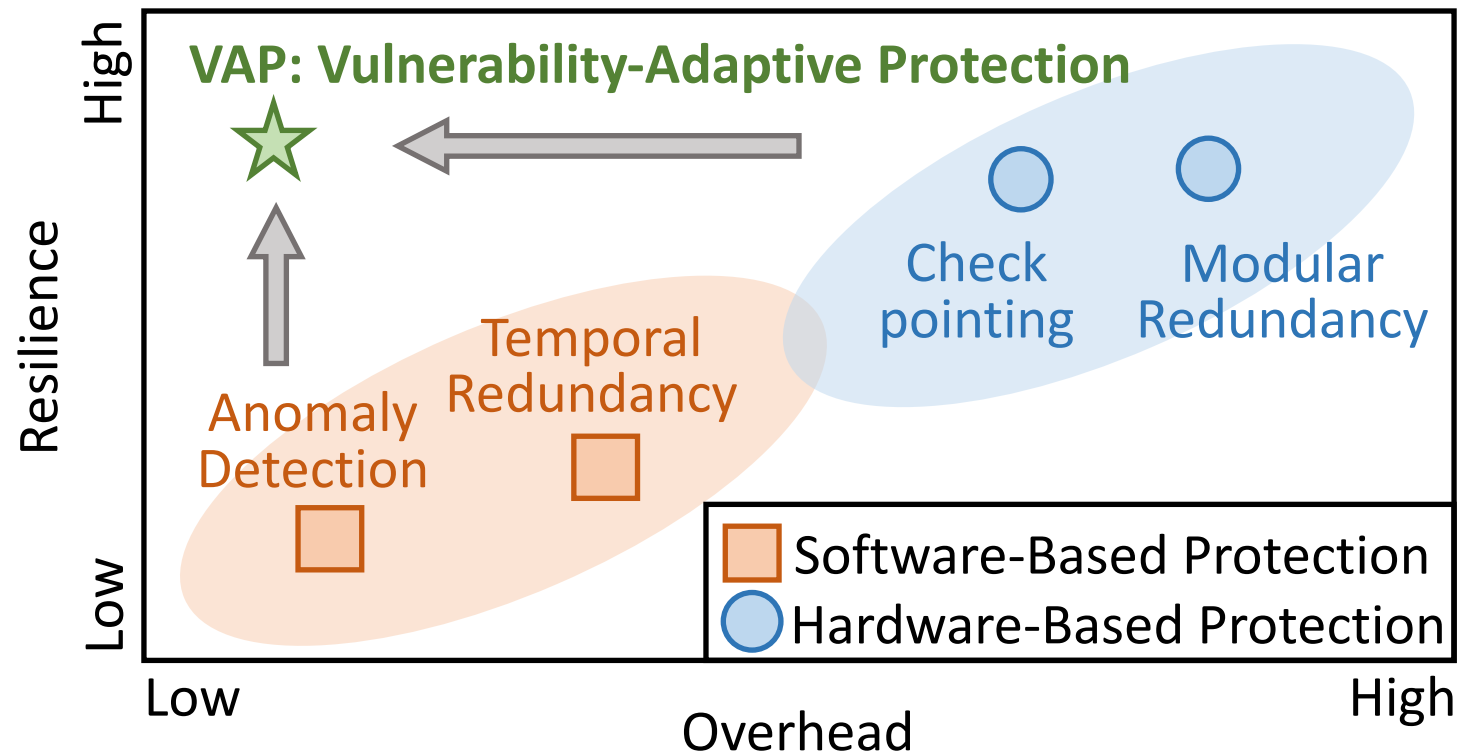 High
VAP: Vulnerability-Adaptive Protection
Resilience
Check
pointing
Modular
Redundancy
Temporal
Redundancy
Anomaly
Detection
Software-Based Protection
Hardware-Based Protection
Low
Low
High
Overhead